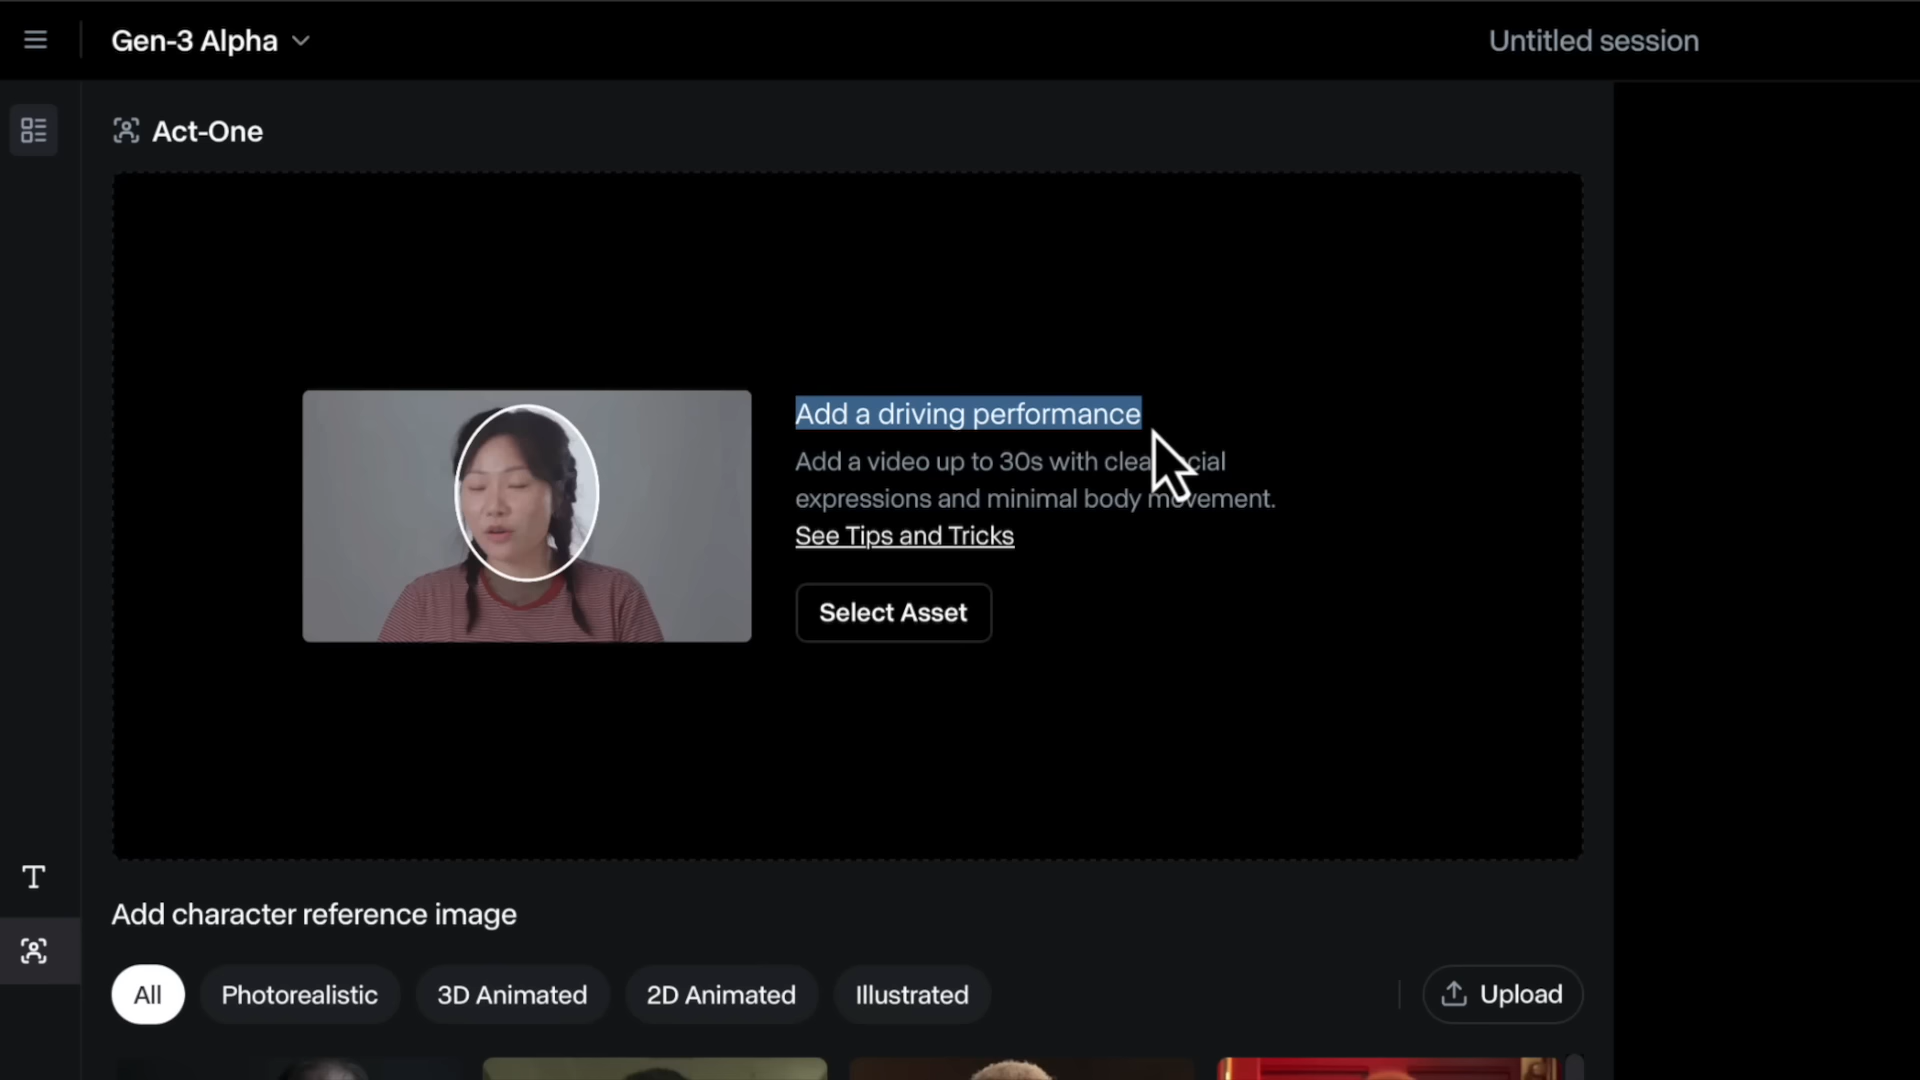 Gen-3 Alpha
Untitled session
Act-One
Add a driving performance
Add a video up to 30s with clea cial
expressions and minimal body movement.
See Tips and Tricks
Select Asset
T
Add character reference image
All
Photorealistic
3D Animated
2D Animated
Illustrated
Upload